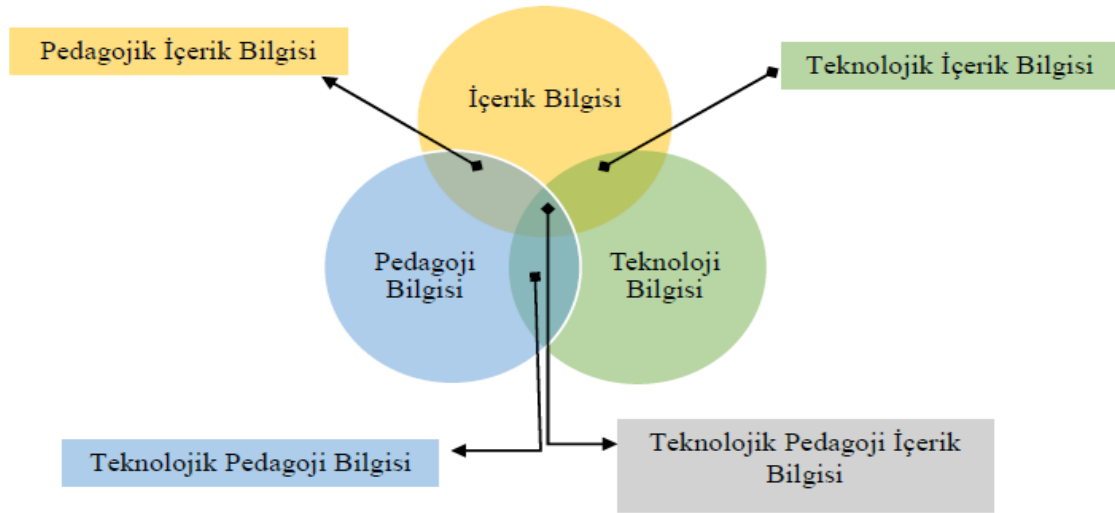 Pedagojik İçerik Bilgisi
İçerik Bilgisi
Teknolojik İçerik Bilgisi
Pedagoji
Bilgisi
Teknoloji
Bilgisi
Teknolojik Pedagoji Bilgisi
Teknolojik Pedagoji İçerik
Bilgisi